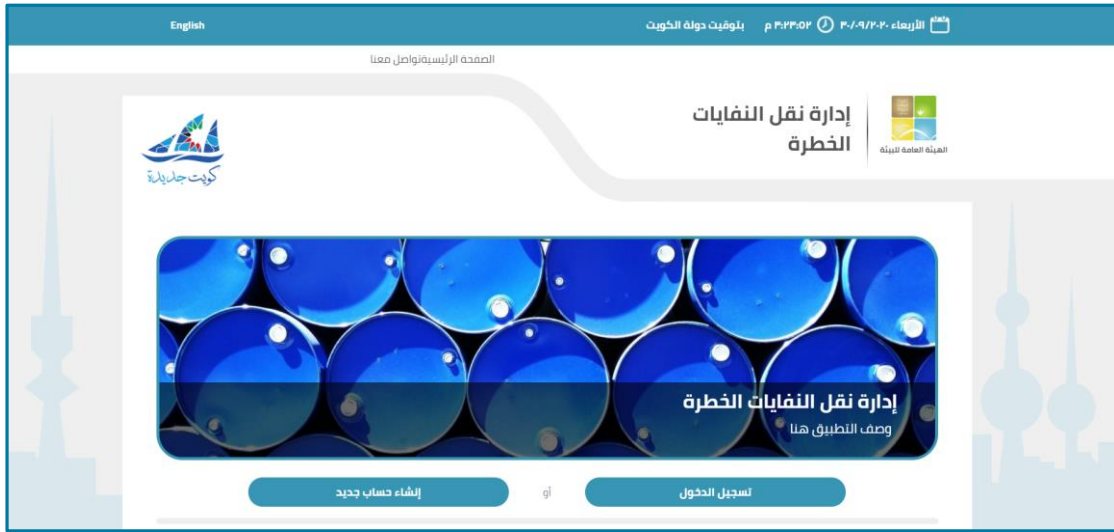 الأربعاء ٣٠/٠٩/٢٠٢٠ ٣:٢٣:٥٢ م بتوقيت دولة الكويت English
الصفحة الرئيسيةتواصل معنا
إدارة نقل النفايات
الخطرة
الهيئة العامة للبيئة
كويت جديدة
إدارة نقل النفايات الخطرة
وصف التطبيق هنا
تسجيل الدخول أو إنشاء حساب جديد